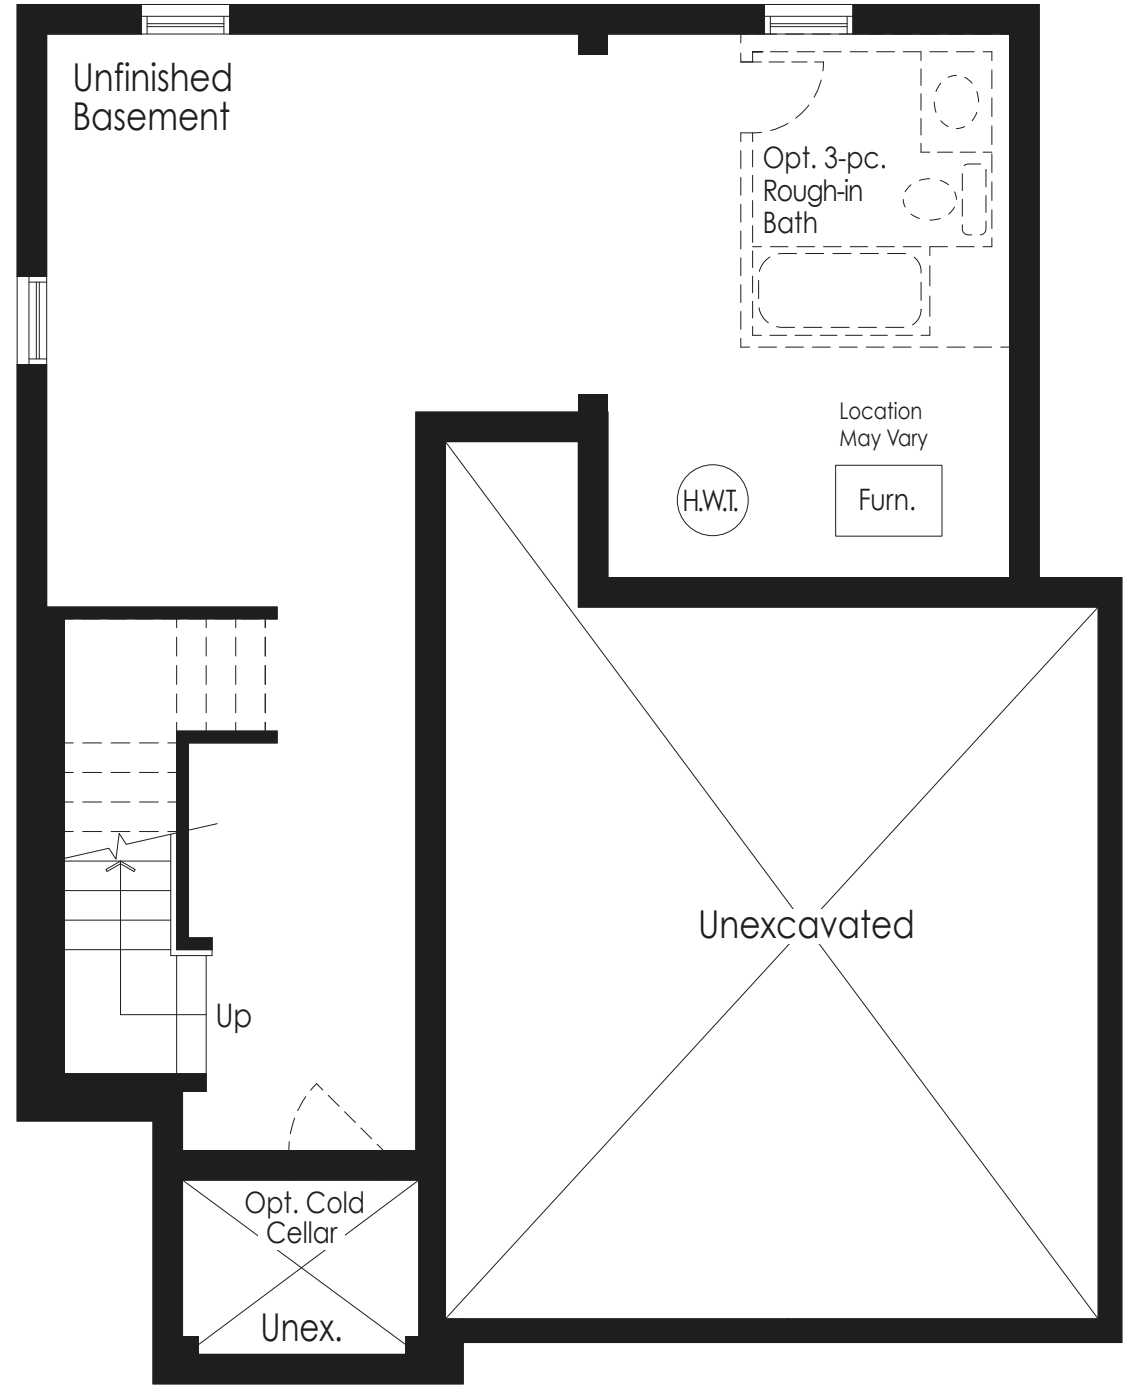 Unfinished
Basement
Opt. 3-pc.
Rough-in
Bath
Location
May Vary
H.W.T.
Furn.
Unexcavated
Up
Opt. Cold
Cellar
Unex.